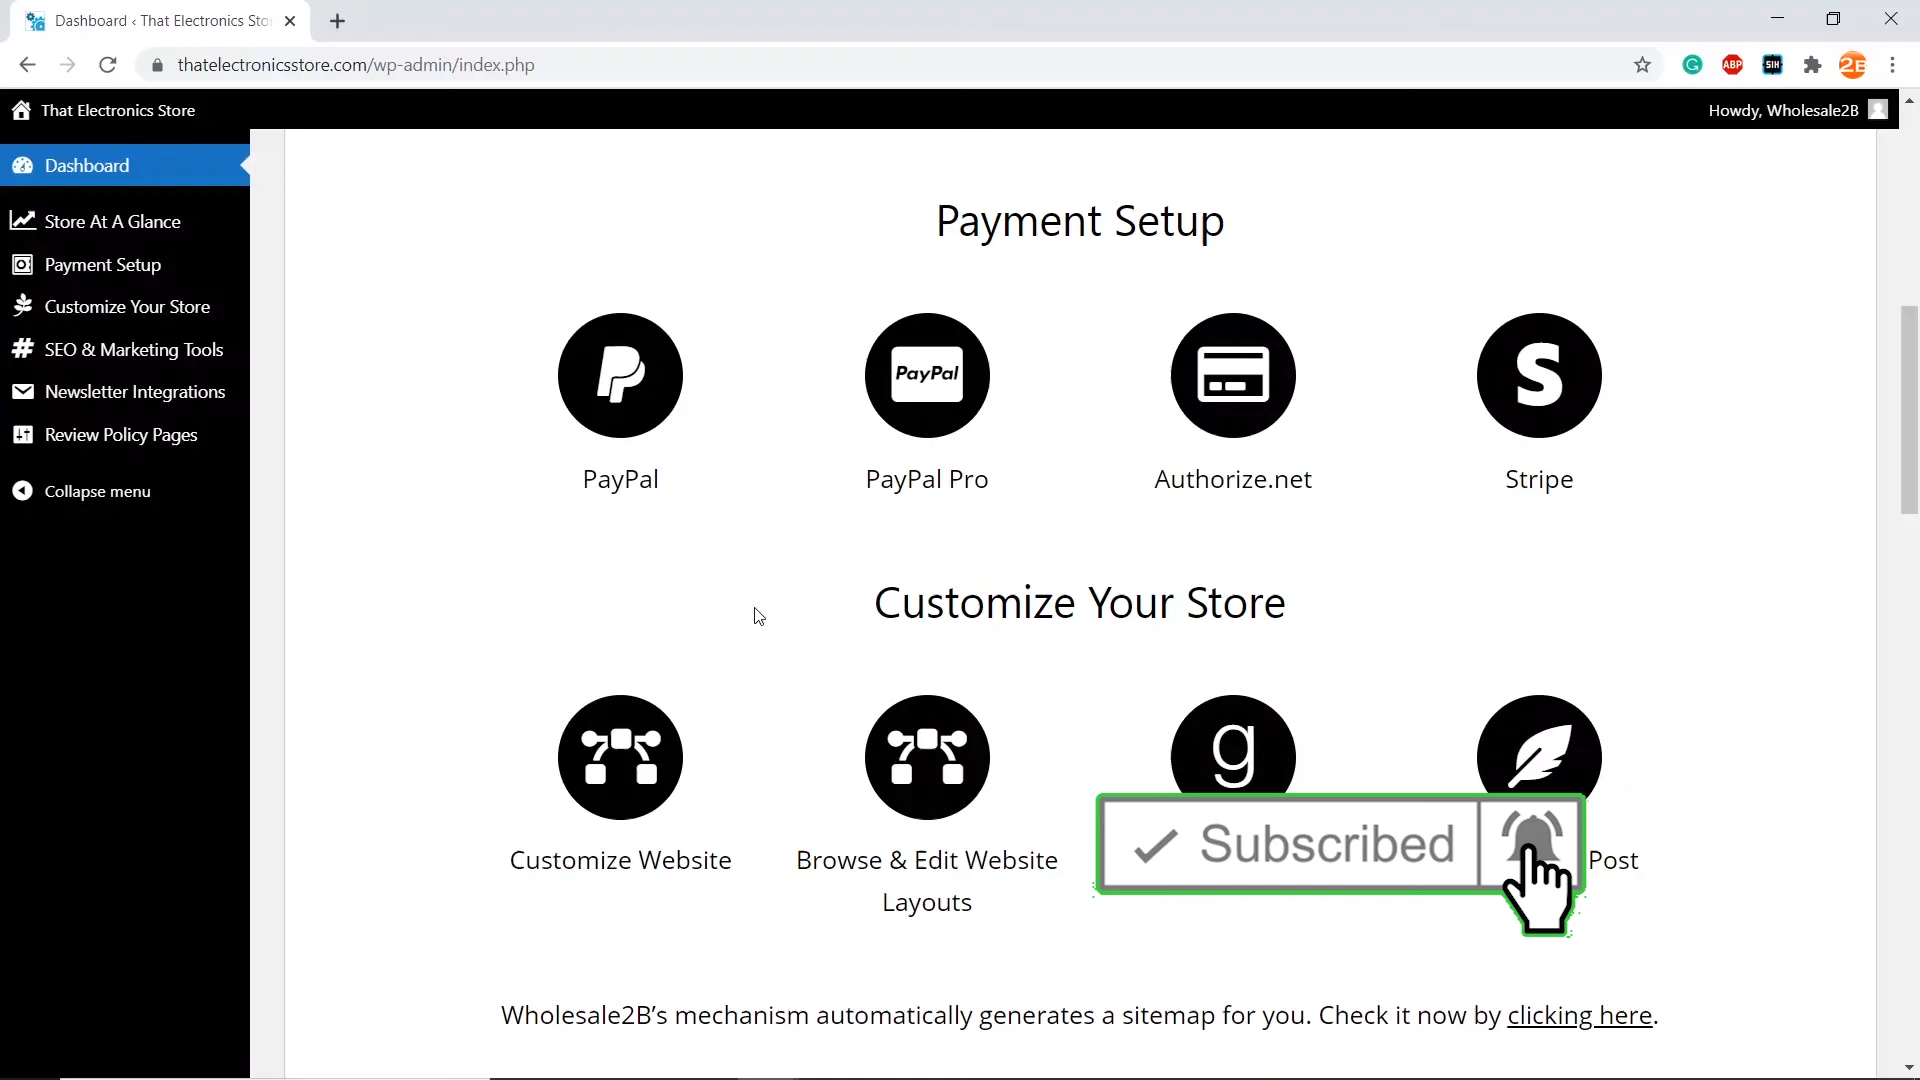 Dashboard ‹ That Electronics Sto
thatelectronicsstore.com/wp-admin/index.php
ABP
SIH
2B
That Electronics Store
Howdy, Wholesale2B
Dashboard
Store At A Glance
Payment Setup
Customize Your Store
SEO & Marketing Tools
Newsletter Integrations
Review Policy Pages
Collapse menu
Payment Setup
PayPal
PayPal
PayPal Pro
Authorize.net
S
Stripe
Customize Your Store
g
Customize Website
Browse & Edit Website
Layouts
Subscribed
Post
Wholesale2B’s mechanism automatically generates a sitemap for you. Check it now by clicking here.